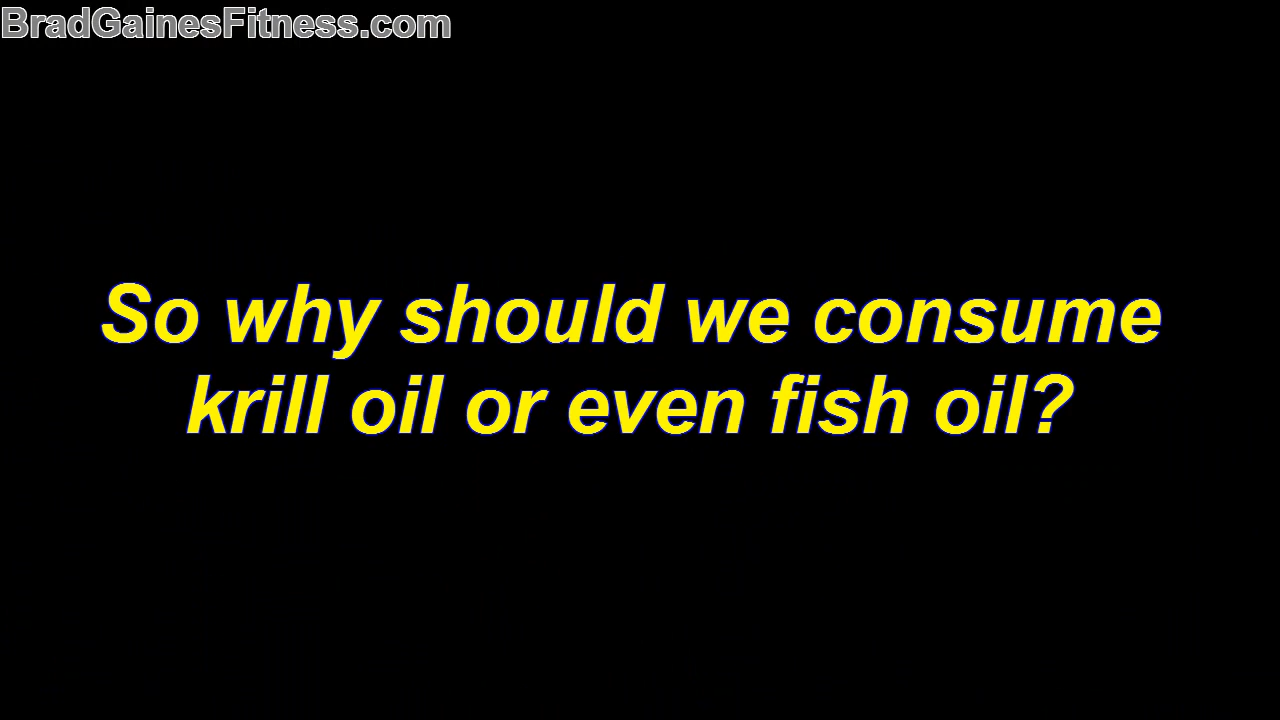 BradGainesFitness.com
So why should we consume
krill oil or even fish oil?